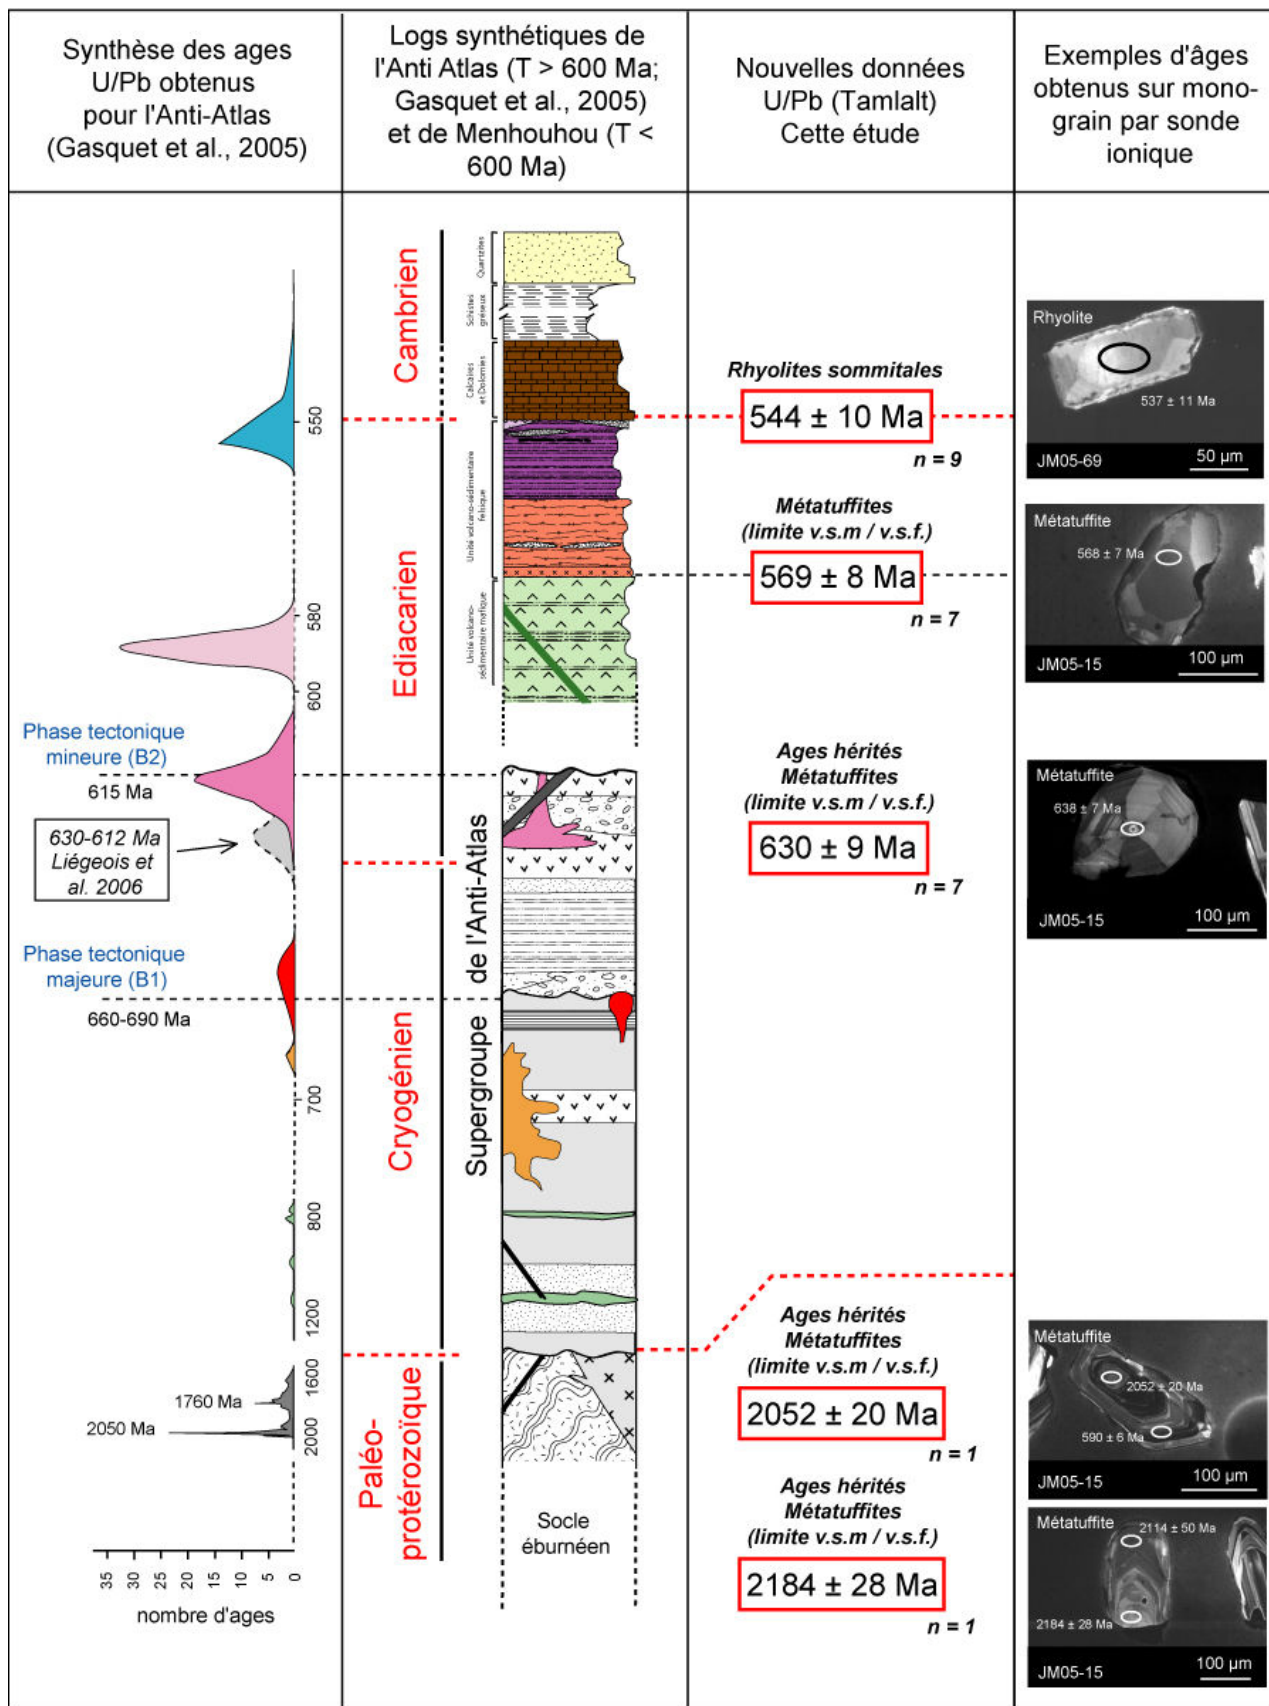 Synthèse des ages
U/Pb obtenus
pour l'Anti-Atlas
(Gasquet et al., 2005)
Logs synthétiques de
l'Anti Atlas (T > 600 Ma;
Gasquet et al., 2005)
et de Menhouhou (T <
600 Ma)
Nouvelles données
U/Pb (Tamlalt)
Cette étude
Exemples d'âges
obtenus sur mono-
grain par sonde
ionique
550
580
600
700
800
1200
1600
2000
Phase tectonique
mineure (B2)
615 Ma
630-612 Ma
Liégeois et
al. 2006
Phase tectonique
majeure (B1)
660-690 Ma
1760 Ma
2050 Ma
35
30
25
20
15
10
5
0
nombre d'ages
Cambrien
Ediacarien
Cryogénien
Paléo-
protérozoïque
Supergroupe de l'Anti-Atlas
Quartzites
Schistes
gréseux
Calcaires
et Dolomies
Unité volcano-sédimentaire
felsique
Unité volcano-
sédimentaire mafique
Socle
éburnéen
Rhyolites sommitales
544 ± 10 Ma
n = 9
Métatuffites
(limite v.s.m / v.s.f.)
569 ± 8 Ma
n = 7
Ages hérités
Métatuffites
(limite v.s.m / v.s.f.)
630 ± 9 Ma
n = 7
Ages hérités
Métatuffites
(limite v.s.m / v.s.f.)
2052 ± 20 Ma
n = 1
Ages hérités
Métatuffites
(limite v.s.m / v.s.f.)
2184 ± 28 Ma
n = 1
Rhyolite
537 ± 11 Ma
JM05-69
50 µm
Métatuffite
568 ± 7 Ma
JM05-15
100 µm
Métatuffite
638 ± 7 Ma
JM05-15
100 µm
Métatuffite
2052 ± 20 Ma
590 ± 6 Ma
JM05-15
100 µm
Métatuffite
2114 ± 50 Ma
2184 ± 28 Ma
JM05-15
100 µm